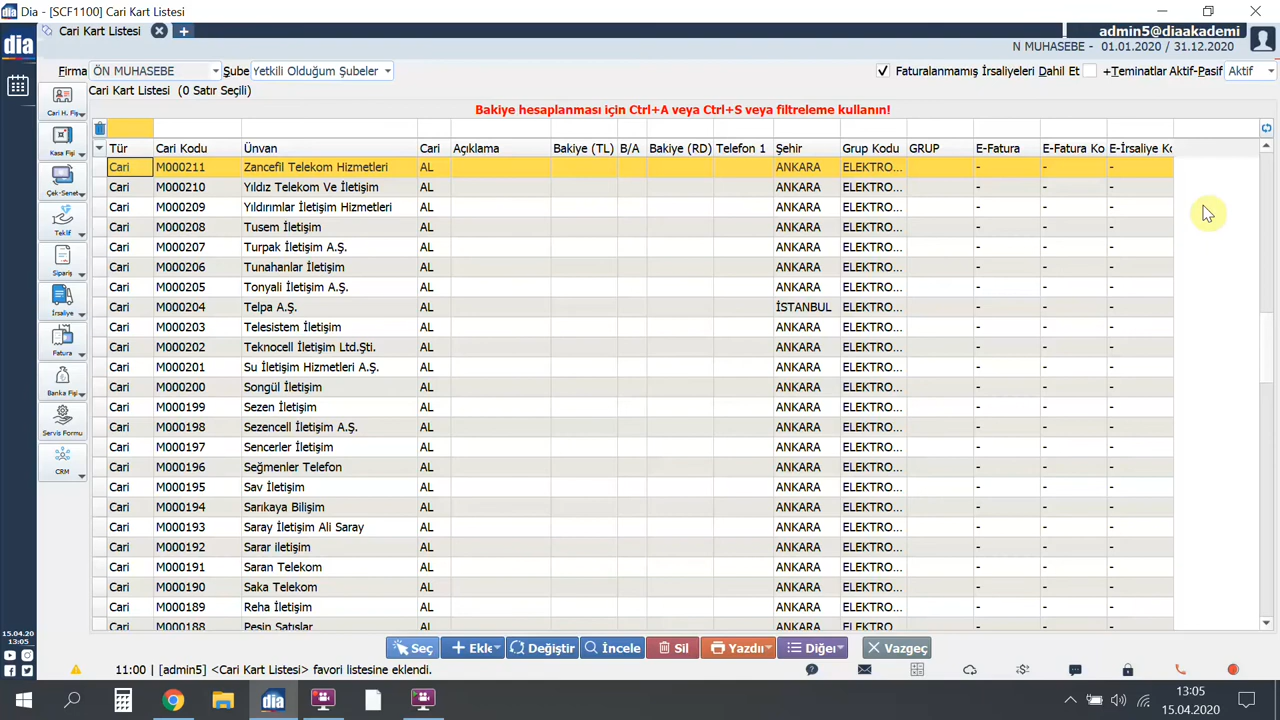 Dia - [SCF1100] Cari Kart Listesi
dia
Cari Kart Listesi
admin5@diaakademi
N MUHASEBE - 01.01.2020 / 31.12.2020
Firma ÖN MUHASEBE Şube Yetkili Olduğum Şubeler
Faturalanmamış İrsaliyeleri Dahil Et +Teminatlar Aktif-Pasif Aktif
Cari Kart Listesi (0 Satır Seçili)
Bakiye hesaplanması için Ctrl+A veya Ctrl+S veya filtreleme kullanın!
Cari H. Fiş
Kasa Fişi
Çek-Senet
Teklif
Sipariş
İrsaliye
Fatura
Banka Fişi
Servis Formu
CRM
Tür Cari Kodu Ünvan Cari Açıklama Bakiye (TL) B/A Bakiye (RD) Telefon 1 Şehir Grup Kodu GRUP E-Fatura E-Fatura Ko E-İrsaliye Ko
Cari M000211 Zancefil Telekom Hizmetleri AL ANKARA ELEKTRO... - - -
Cari M000210 Yıldız Telekom Ve İletişim AL ANKARA ELEKTRO... - - -
Cari M000209 Yıldırımlar İletişim Hizmetleri AL ANKARA ELEKTRO... - - -
Cari M000208 Tusem İletişim AL ANKARA ELEKTRO... - - -
Cari M000207 Turpak İletişim A.Ş. AL ANKARA ELEKTRO... - - -
Cari M000206 Tunahanlar İletişim AL ANKARA ELEKTRO... - - -
Cari M000205 Tonyali İletişim A.Ş. AL ANKARA ELEKTRO... - - -
Cari M000204 Telpa A.Ş. AL İSTANBUL ELEKTRO... - - -
Cari M000203 Telesistem İletişim AL ANKARA ELEKTRO... - - -
Cari M000202 Teknocell İletişim Ltd.Şti. AL ANKARA ELEKTRO... - - -
Cari M000201 Su İletişim Hizmetleri A.Ş. AL ANKARA ELEKTRO... - - -
Cari M000200 Songül İletişim AL ANKARA ELEKTRO... - - -
Cari M000199 Sezen İletişim AL ANKARA ELEKTRO... - - -
Cari M000198 Sezencell İletişim A.Ş. AL ANKARA ELEKTRO... - - -
Cari M000197 Sencerler İletişim AL ANKARA ELEKTRO... - - -
Cari M000196 Seğmenler Telefon AL ANKARA ELEKTRO... - - -
Cari M000195 Sav İletişim AL ANKARA ELEKTRO... - - -
Cari M000194 Sarıkaya Bilişim AL ANKARA ELEKTRO... - - -
Cari M000193 Saray İletişim Ali Saray AL ANKARA ELEKTRO... - - -
Cari M000192 Sarar iletişim AL ANKARA ELEKTRO... - - -
Cari M000191 Saran Telekom AL ANKARA ELEKTRO... - - -
Cari M000190 Saka Telekom AL ANKARA ELEKTRO... - - -
Cari M000189 Reha İletişim AL ANKARA ELEKTRO... - - -
Cari M000188 Peşin Satışlar AL ANKARA ELEKTRO... - - -
Seç Ekle Değiştir İncele Sil Yazdır Diğer Vazgeç
15.04.20
13:05
11:00 | [admin5] <Cari Kart Listesi> favori listesine eklendi.
dia
13:05
15.04.2020